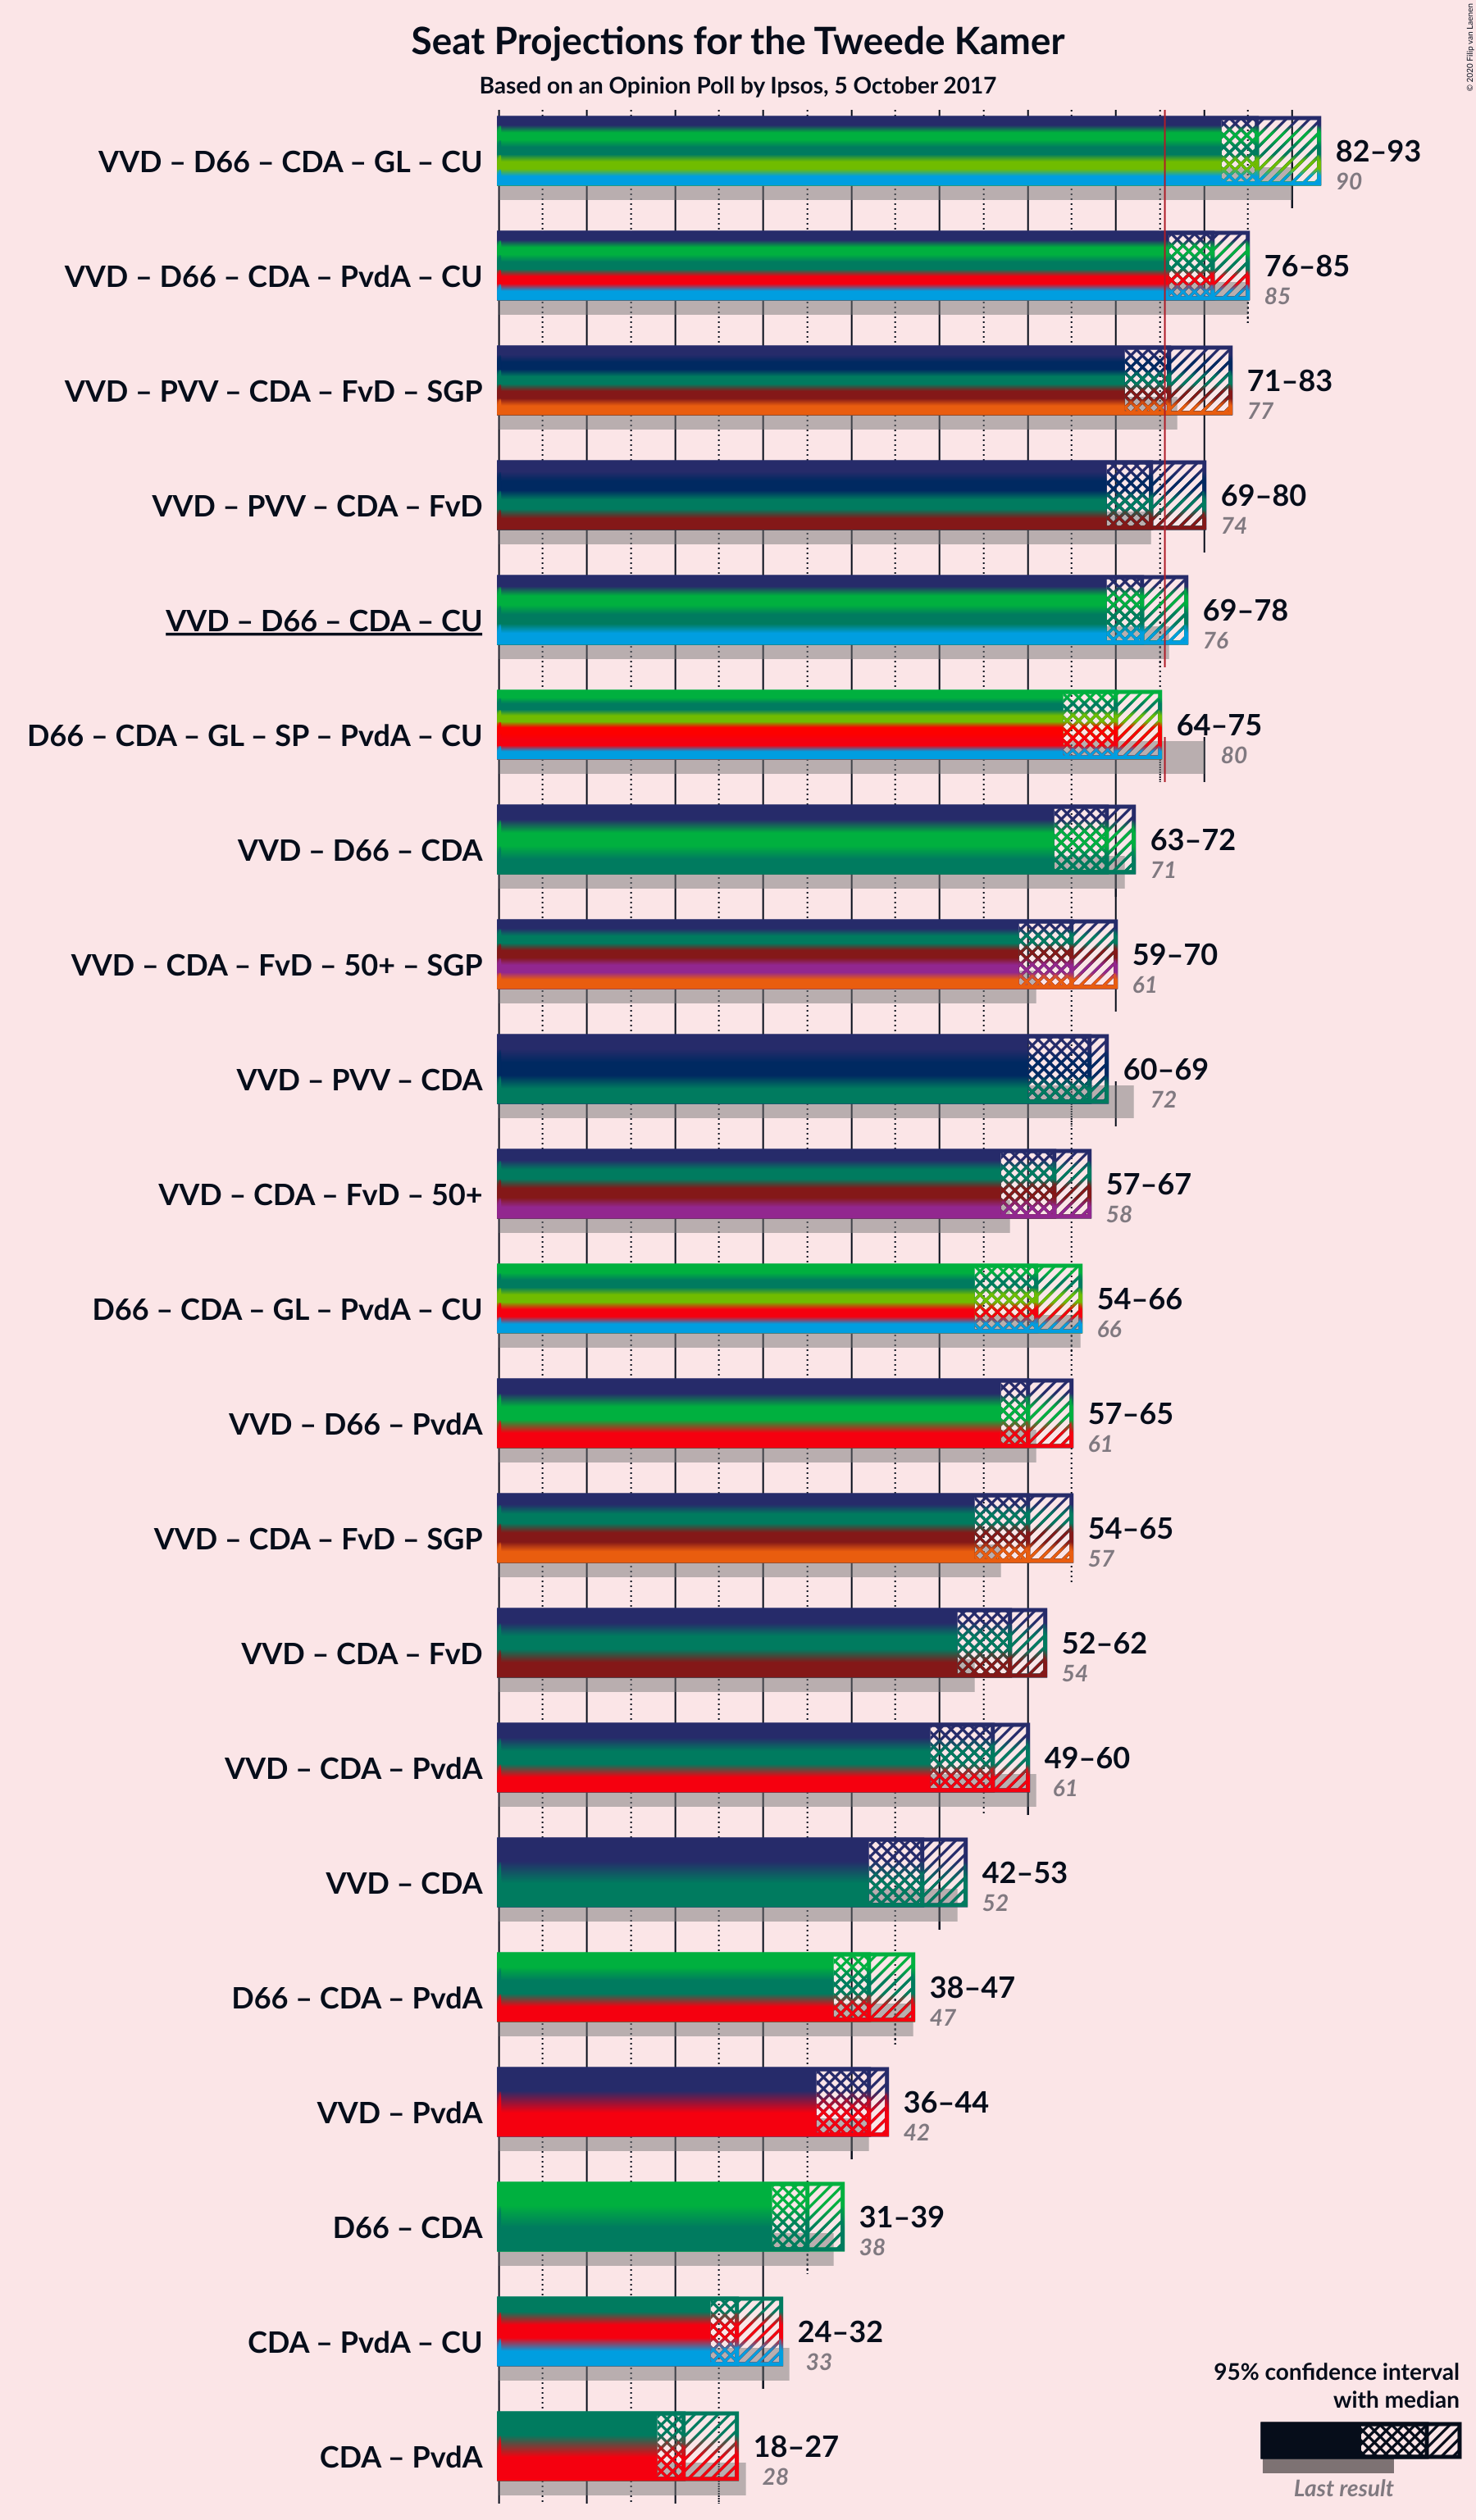 © 2020 Filip van Laenen
Seat Projections for the Tweede Kamer
Based on an Opinion Poll by Ipsos, 5 October 2017
VVD – D66 – CDA – GL – CU
82–93
90
VVD – D66 – CDA – PvdA – CU
76–85
85
VVD – PVV – CDA – FvD – SGP
71–83
77
VVD – PVV – CDA – FvD
69–80
74
VVD – D66 – CDA – CU
69–78
76
D66 – CDA – GL – SP – PvdA – CU
64–75
80
VVD – D66 – CDA
63–72
71
VVD – CDA – FvD – 50+ – SGP
59–70
61
VVD – PVV – CDA
60–69
72
VVD – CDA – FvD – 50+
57–67
58
D66 – CDA – GL – PvdA – CU
54–66
66
VVD – D66 – PvdA
57–65
61
VVD – CDA – FvD – SGP
54–65
57
VVD – CDA – FvD
52–62
54
VVD – CDA – PvdA
49–60
61
VVD – CDA
42–53
52
D66 – CDA – PvdA
38–47
47
VVD – PvdA
36–44
42
D66 – CDA
31–39
38
CDA – PvdA – CU
24–32
33
CDA – PvdA
18–27
28
95% confidence interval
with median
Last result